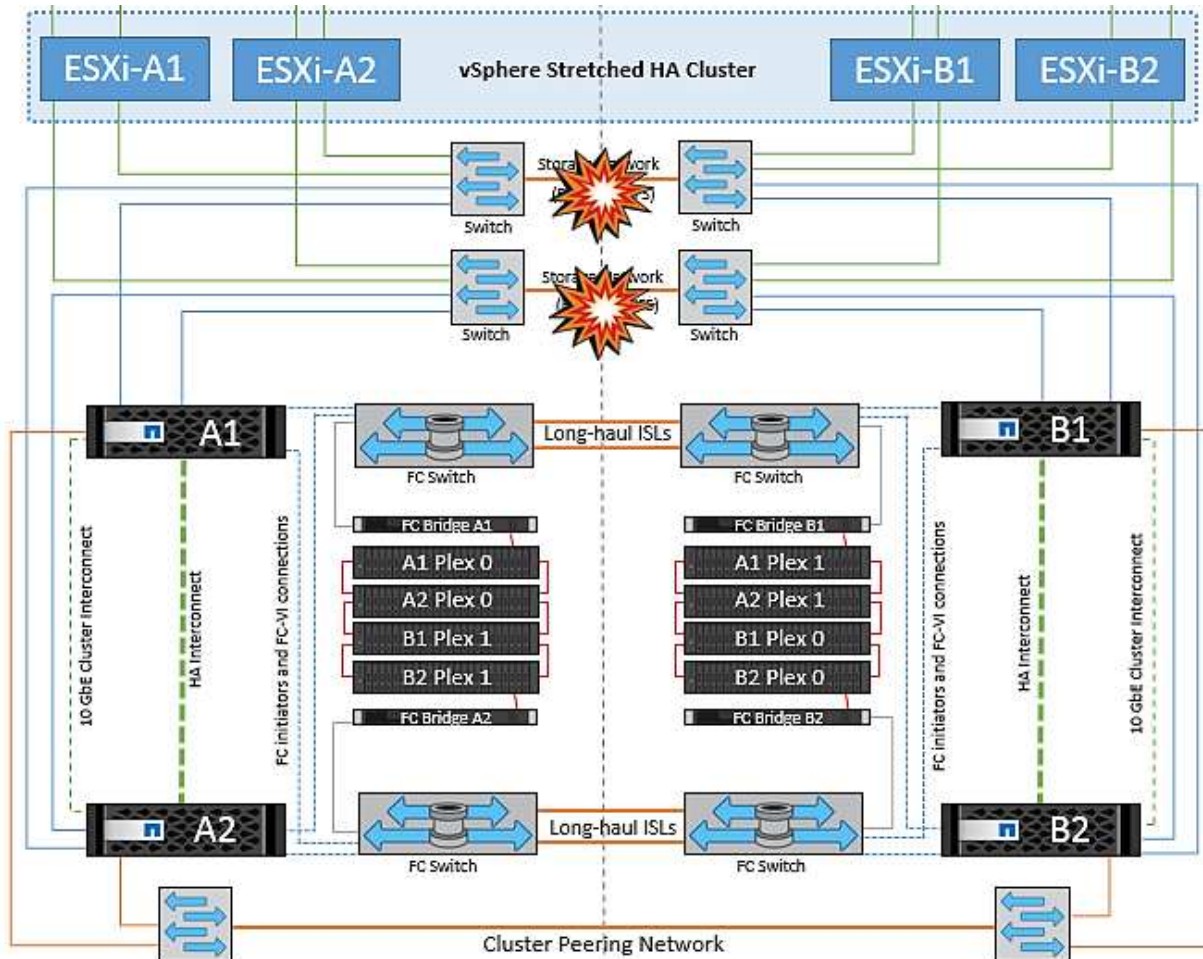 ESXi-A1
ESXi-A2
vSphere Stretched HA Cluster
ESXi-B1
ESXi-B2
Switch
Switch
Switch
Switch
A1
B1
Long-haul ISLs
FC Switch
FC Switch
10 GbE Cluster Interconnect
HA Interconnect
FC initiators and FC-VI connections
FC Bridge A1
A1 Plex 0
A2 Plex 0
B1 Plex 1
B2 Plex 1
FC Bridge A2
FC Bridge B1
A1 Plex 1
A2 Plex 1
B1 Plex 0
B2 Plex 0
FC Bridge B2
FC initiators and FC-VI connections
HA Interconnect
10 GbE Cluster Interconnect
A2
B2
Long-haul ISLs
FC Switch
FC Switch
Cluster Peering Network